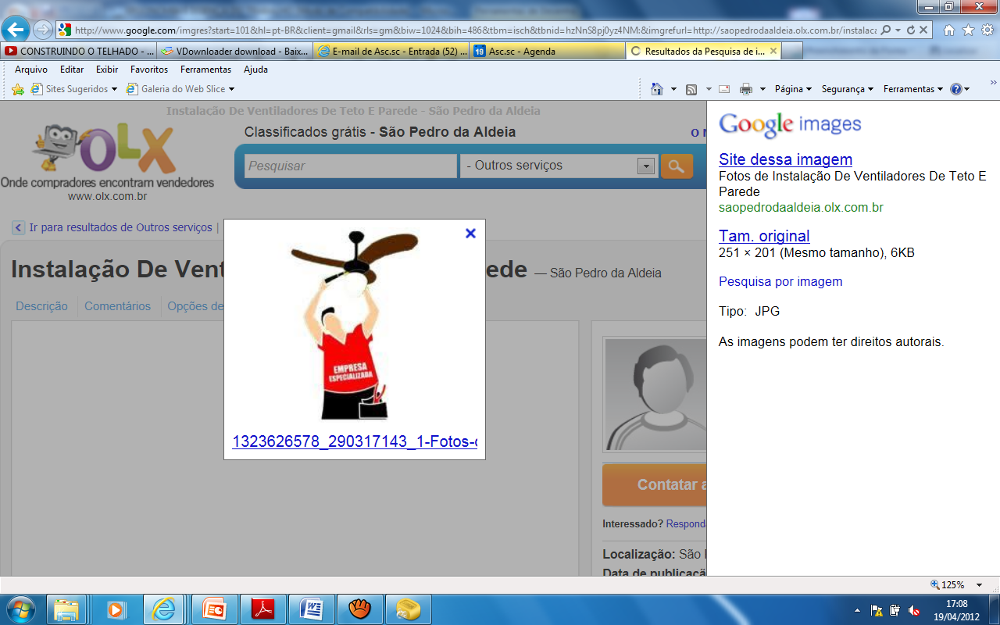 http://www.google.com/imgres?start=101&hl=pt-BR&client=gmail&rls=gm&biw=1024&bih=486&tbm=isch&tbnid=hzNnS8pj0yz4NM:&imgrefurl=http://saopedrodaaldeia.olx.com.br/instalac
CONSTRUINDO O TELHADO - ...
VDownloader download - Baix...
E-mail de Asc.sc - Entrada (52) ...
19 Asc.sc - Agenda
Resultados da Pesquisa de i...
Arquivo Editar Exibir Favoritos Ferramentas Ajuda
Sites Sugeridos Galeria do Web Slice
Página Segurança Ferramentas
Instalação De Ventiladores De Teto E Parede - São Pedro da Aldeia
OLX
Onde compradores encontram vendedores
www.olx.com.br
Classificados grátis - São Pedro da Aldeia
Pesquisar - Outros serviços
Ir para resultados de Outros serviços |
Instalação De Vent
ede — São Pedro da Aldeia
Descrição Comentários Opções de
EMPRESA
ESPECIALIZADA
1323626578_290317143_1-Fotos-
Contatar a
Interessado? Responda
Localização: São
Data de publicaçã
Google images
Site dessa imagem
Fotos de Instalação De Ventiladores De Teto E
Parede
saopedrodaaldeia.olx.com.br
Tam. original
251 × 201 (Mesmo tamanho), 6KB
Pesquisa por imagem
Tipo: JPG
As imagens podem ter direitos autorais.
125%
17:08
19/04/2012